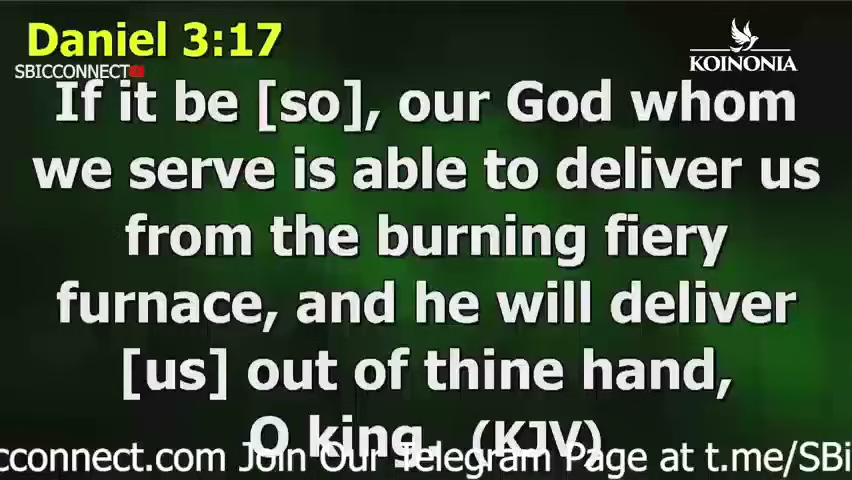 Daniel 3:17
SBICCONNECT
KOINONIA
If it be [so], our God whom
we serve is able to deliver us
from the burning fiery
furnace, and he will deliver
[us] out of thine hand,
O king. (KJV)
cconnect.com Join Our Telegram Page at t.me/SBi